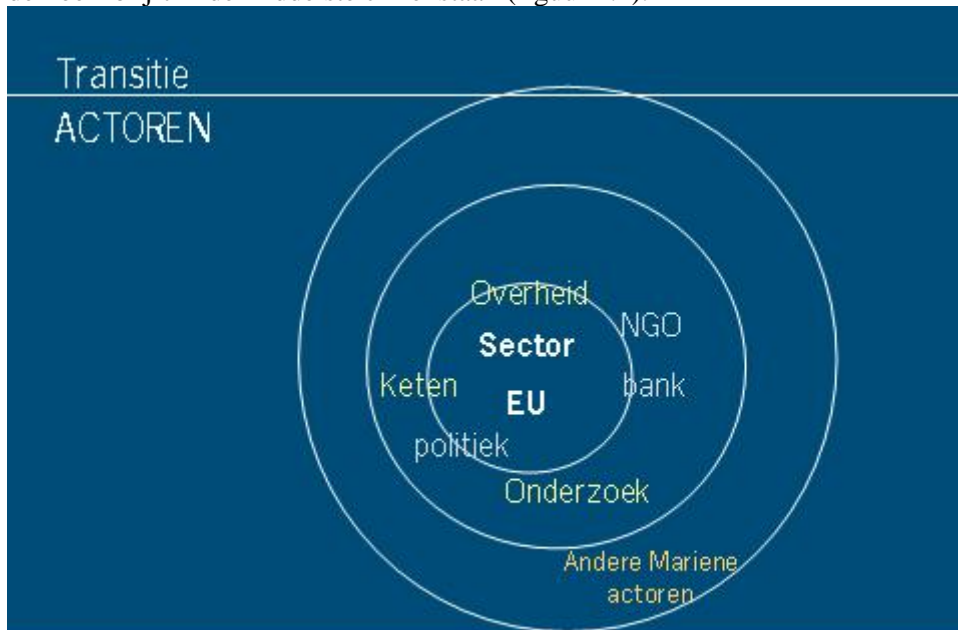 Transitie
ACTOREN
Overheid
NGO
Sector
Keten
bank
EU
politiek
Onderzoek
Andere Mariene
actoren